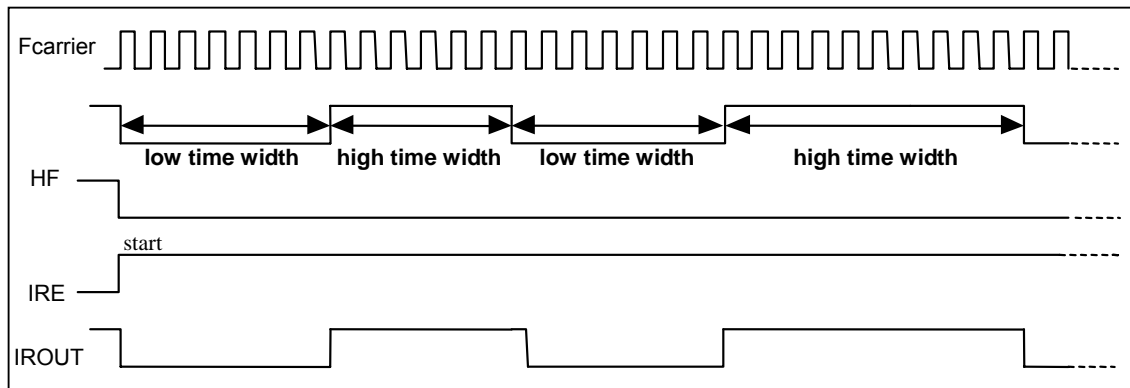 Fcarrier
low time width high time width low time width high time width
HF
start
IRE
IROUT